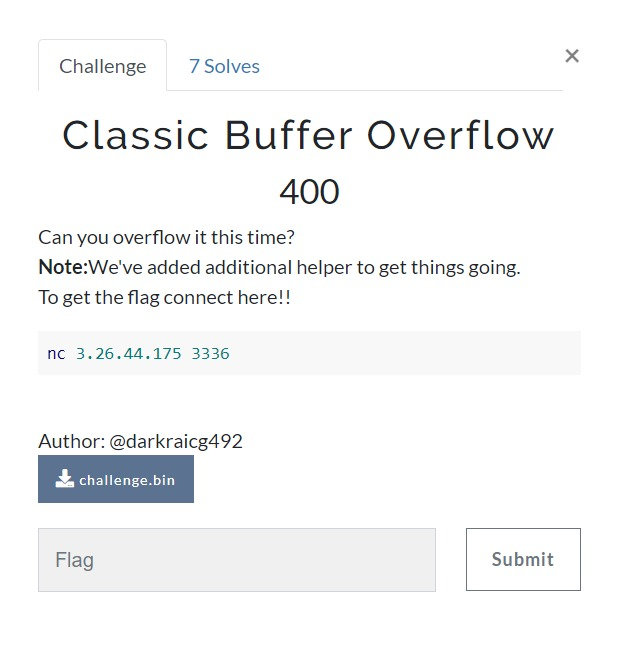 Challenge
7 Solves
×
Classic Buffer Overflow
400
Can you overflow it this time?
Note:We've added additional helper to get things going.
To get the flag connect here!!
nc 3.26.44.175 3336
Author: @darkraicg492
challenge.bin
Flag
Submit